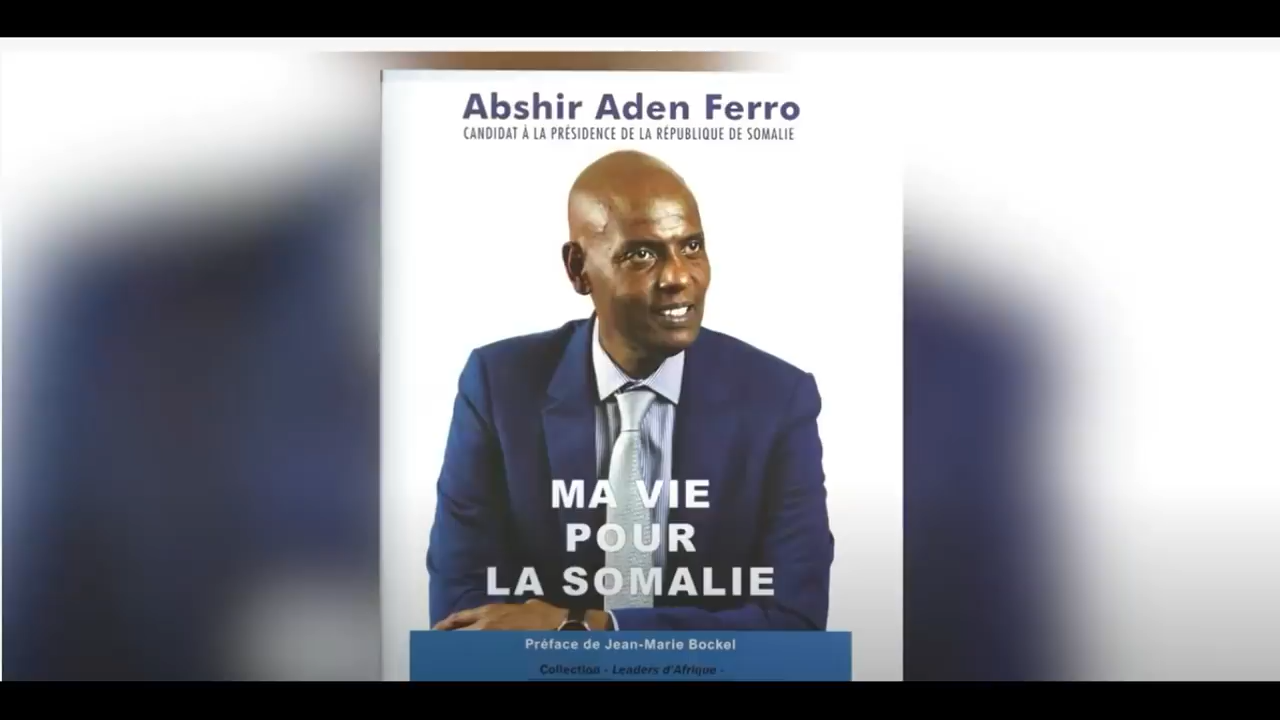 Abshir Aden Ferro
CANDIDAT À LA PRÉSIDENCE DE LA RÉPUBLIQUE DE SOMALIE
MA VIE
POUR
LA SOMALIE
Préface de Jean-Marie Bockel
Collection - Leaders d'Afrique -